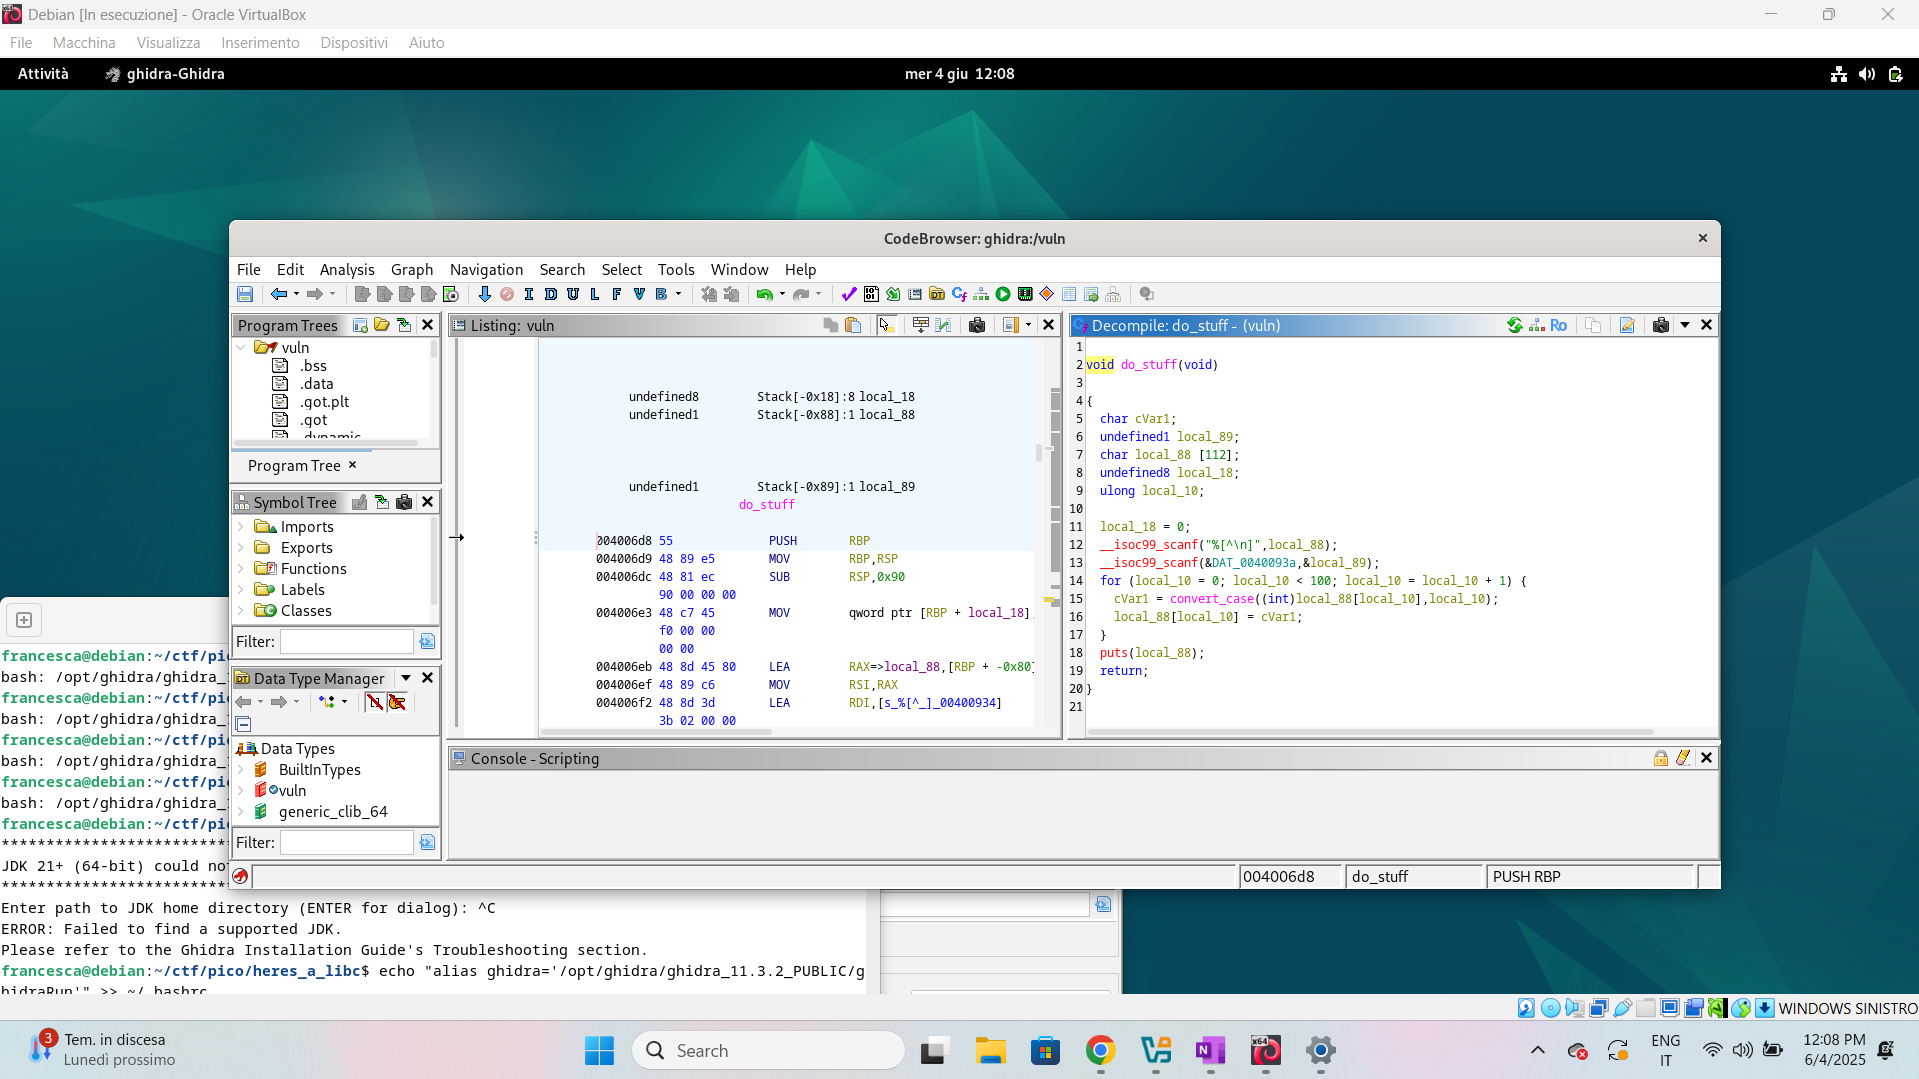 Debian [In esecuzione] - Oracle VirtualBox
File Macchina Visualizza Inserimento Dispositivi Aiuto
Attività ghidra-Ghidra mer 4 giu 12:08
CodeBrowser: ghidra:/vuln
File Edit Analysis Graph Navigation Search Select Tools Window Help
I D U L F V B
Program Trees
vuln
.bss
.data
.got.plt
.got
.dynamic
Program Tree
Symbol Tree
Imports
Exports
Functions
Labels
Classes
Filter:
Data Type Manager
Data Types
BuiltInTypes
vuln
generic_clib_64
Filter:
Listing: vuln
undefined8 Stack[-0x18]:8 local_18
undefined1 Stack[-0x88]:1 local_88
undefined1 Stack[-0x89]:1 local_89
do_stuff
004006d8 55 PUSH RBP
004006d9 48 89 e5 MOV RBP,RSP
004006dc 48 81 ec SUB RSP,0x90
90 00 00 00
004006e3 48 c7 45 MOV qword ptr [RBP + local_18]
f0 00 00
00 00
004006eb 48 8d 45 80 LEA RAX=>local_88,[RBP + -0x80]
004006ef 48 89 c6 MOV RSI,RAX
004006f2 48 8d 3d LEA RDI,[s_%[^_]_00400934]
3b 02 00 00
Decompile: do_stuff - (vuln)
Ro
1
2 void do_stuff(void)
3
4 {
5 char cVar1;
6 undefined1 local_89;
7 char local_88 [112];
8 undefined8 local_18;
9 ulong local_10;
10
11 local_18 = 0;
12 __isoc99_scanf("%[^\n]",local_88);
13 __isoc99_scanf(&DAT_0040093a,&local_89);
14 for (local_10 = 0; local_10 < 100; local_10 = local_10 + 1) {
15 cVar1 = convert_case((int)local_88[local_10],local_10);
16 local_88[local_10] = cVar1;
17 }
18 puts(local_88);
19 return;
20 }
21
Console - Scripting
004006d8 do_stuff PUSH RBP
francesca@debian:~/ctf/pi
bash: /opt/ghidra/ghidra_
francesca@debian:~/ctf/pi
bash: /opt/ghidra/ghidra_
francesca@debian:~/ctf/pi
bash: /opt/ghidra/ghidra_
francesca@debian:~/ctf/pi
bash: /opt/ghidra/ghidra_
francesca@debian:~/ctf/pi
**************************
JDK 21+ (64-bit) could no
**************************
Enter path to JDK home directory (ENTER for dialog): ^C
ERROR: Failed to find a supported JDK.
Please refer to the Ghidra Installation Guide's Troubleshooting section.
francesca@debian:~/ctf/pico/heres_a_libc$ echo "alias ghidra='/opt/ghidra/ghidra_11.3.2_PUBLIC/g
hidraRun'" >> ~/.bashrc
WINDOWS SINISTRO
3
Tem. in discesa
Lunedì prossimo
Search
ENG
IT
12:08 PM
6/4/2025